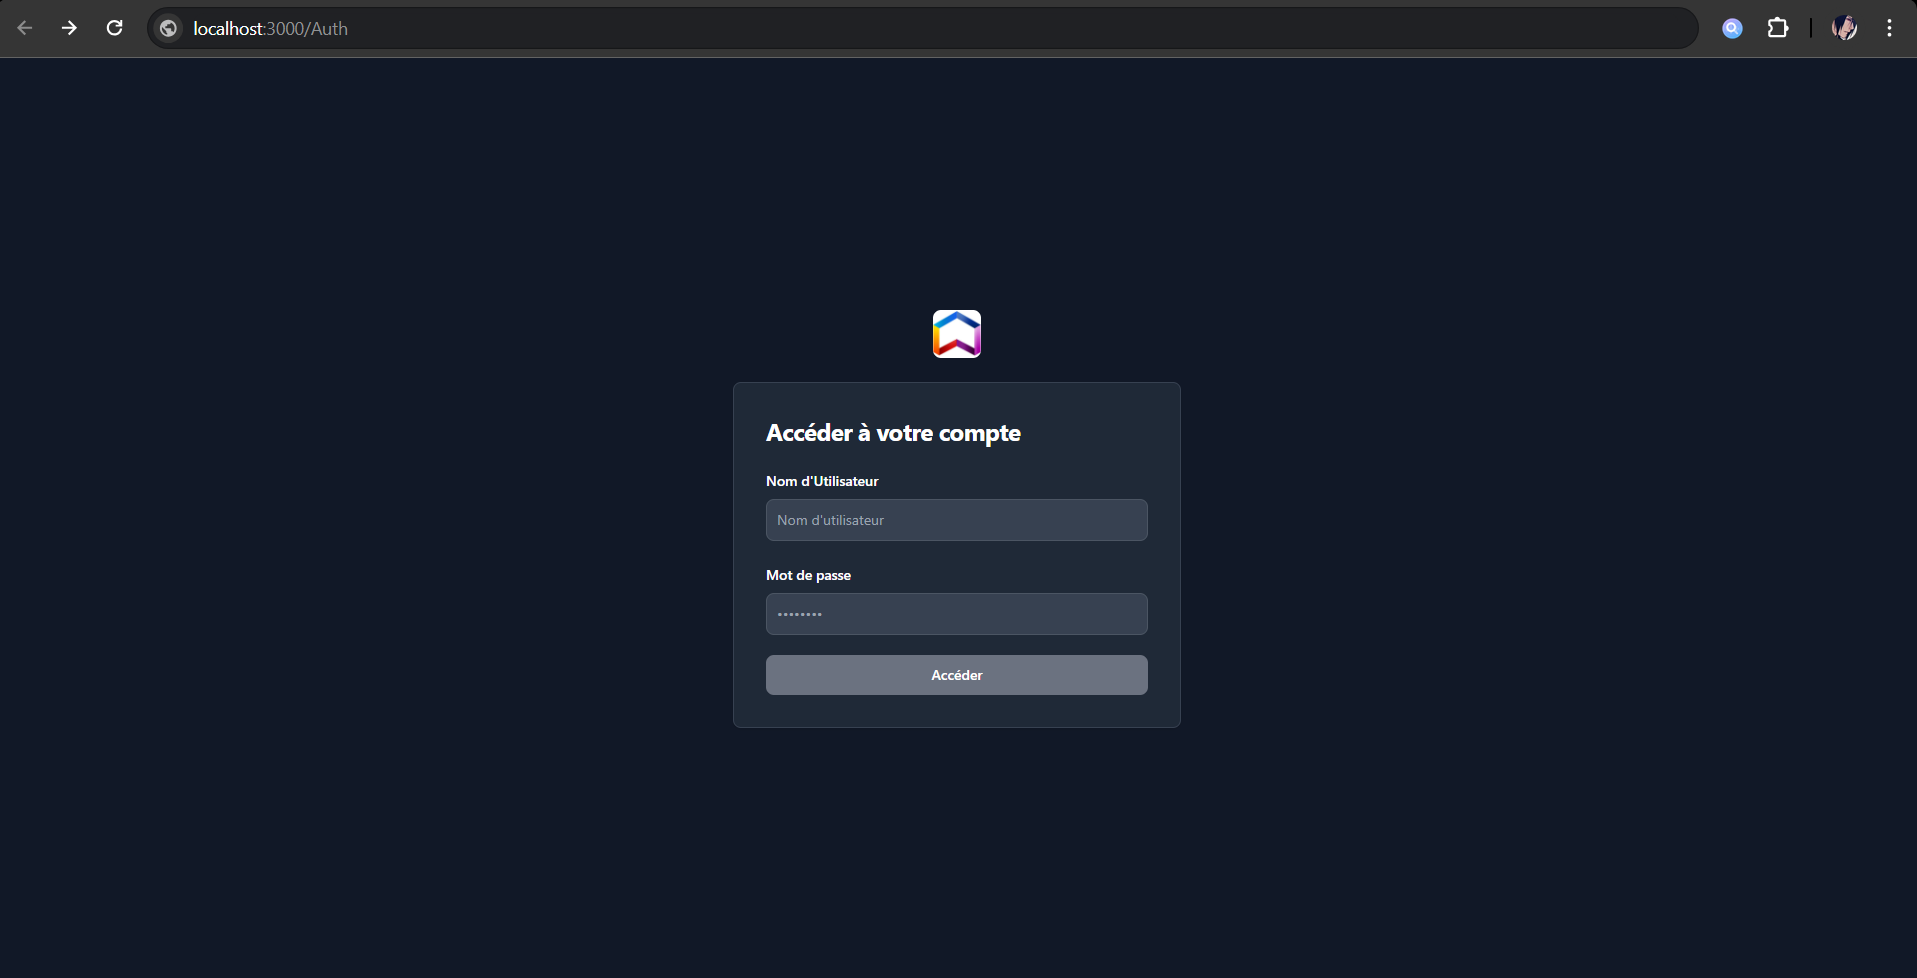 localhost:3000/Auth
Accéder à votre compte
Nom d'Utilisateur
Nom d'utilisateur
Mot de passe
••••••••
Accéder